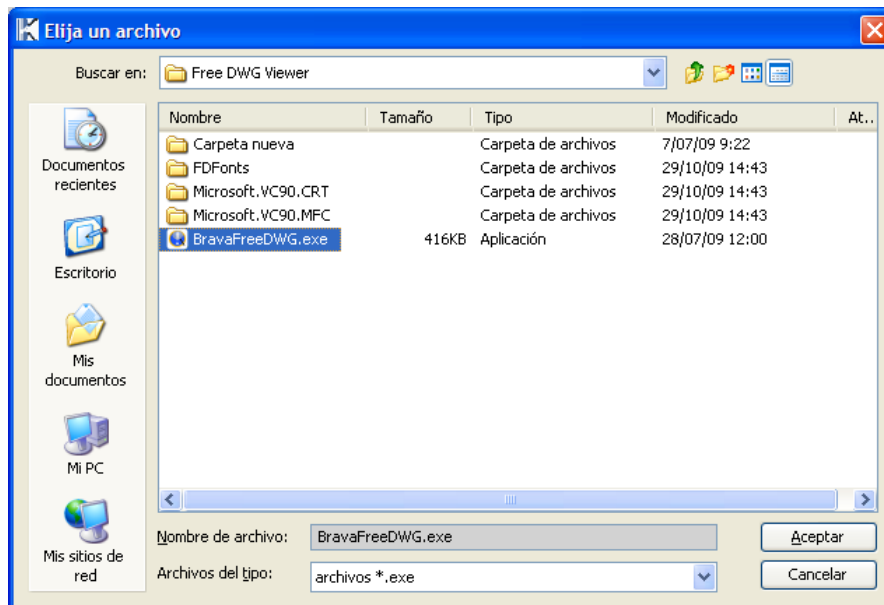 Elija un archivo
Buscar en: Free DWG Viewer
Nombre Tamaño Tipo Modificado At..
Carpeta nueva Carpeta de archivos 7/07/09 9:22
FDFonts Carpeta de archivos 29/10/09 14:43
Microsoft.VC90.CRT Carpeta de archivos 29/10/09 14:43
Microsoft.VC90.MFC Carpeta de archivos 29/10/09 14:43
BravaFreeDWG.exe 416KB Aplicación 28/07/09 12:00
Documentos
recientes
Escritorio
Mis
documentos
Mi PC
Mis sitios de
red
Nombre de archivo: BravaFreeDWG.exe Aceptar
Archivos del tipo: archivos *.exe Cancelar